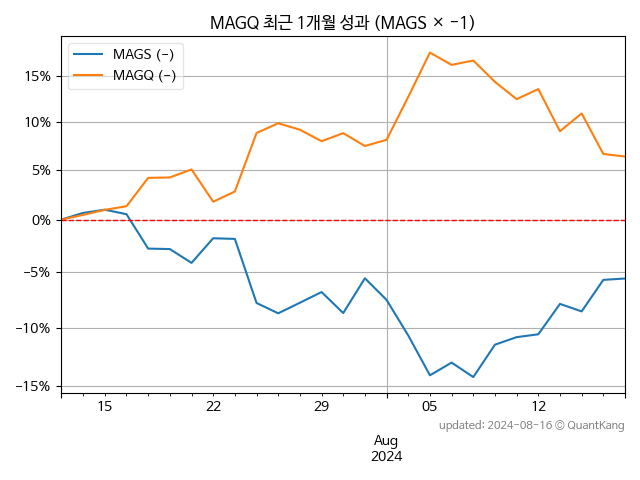 MAGQ 최근 1개월 성과 (MAGS × −1)
MAGS (-)
MAGQ (-)
15%
10%
5%
0%
−5%
−10%
−15%
15
22
29
05
12
updated: 2024-08-16 © QuantKang
Aug
2024